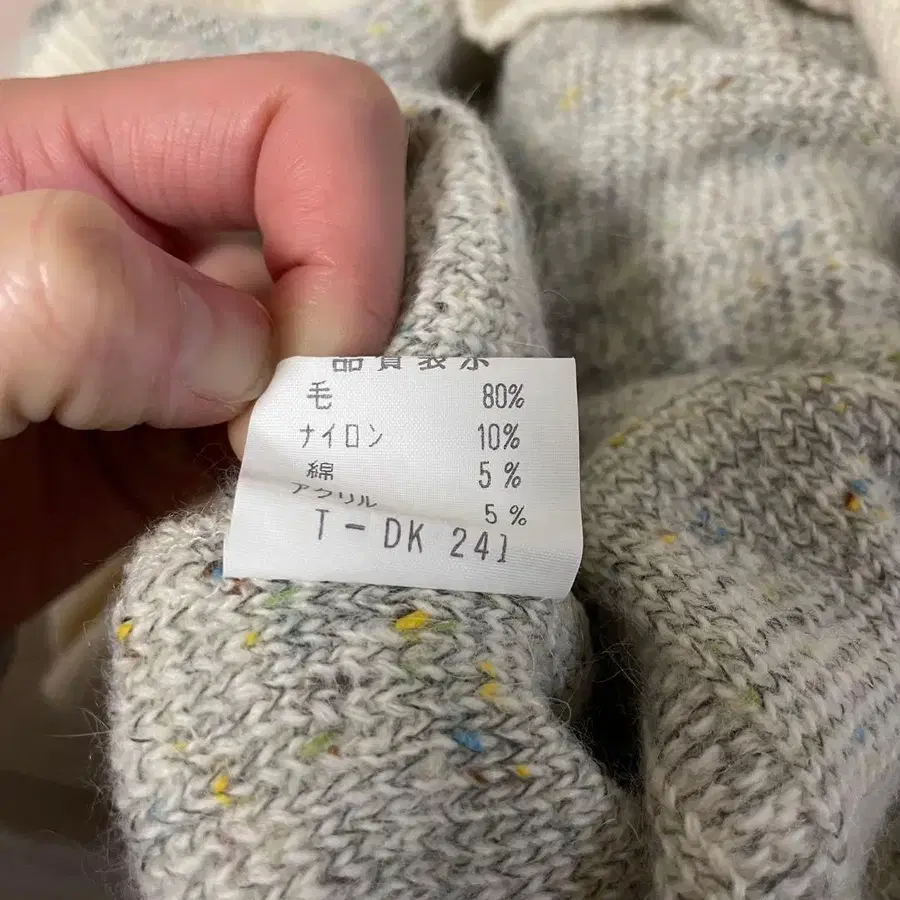 品質表示
毛 80%
ナイロン 10%
綿 5%
アクリル 5%
T-DK 241